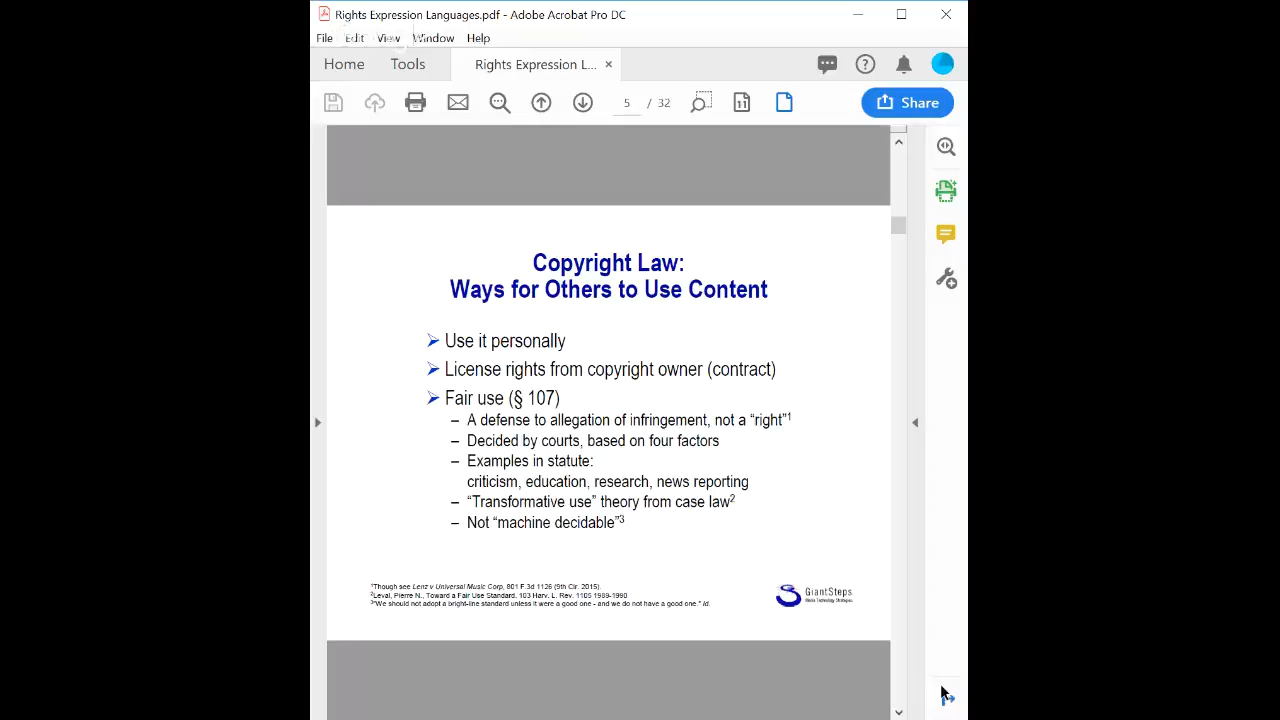 Rights Expression Languages.pdf - Adobe Acrobat Pro DC
File Edit View Window Help
Home Tools Rights Expression L... ×
5 / 32 Share
Copyright Law:
Ways for Others to Use Content
Use it personally
License rights from copyright owner (contract)
Fair use (§ 107)
– A defense to allegation of infringement, not a “right”1
– Decided by courts, based on four factors
– Examples in statute:
criticism, education, research, news reporting
– “Transformative use” theory from case law2
– Not “machine decidable”3
1Though see Lenz v Universal Music Corp, 801 F.3d 1126 (9th Cir. 2015)
2Leval, Pierre N., Toward a Fair Use Standard. 103 Harv. L. Rev. 1105 1989-1990
3“We should not adopt a bright-line standard unless it were a good one - and we do not have a good one.” Id.
GiantSteps
Media Technology Strategies